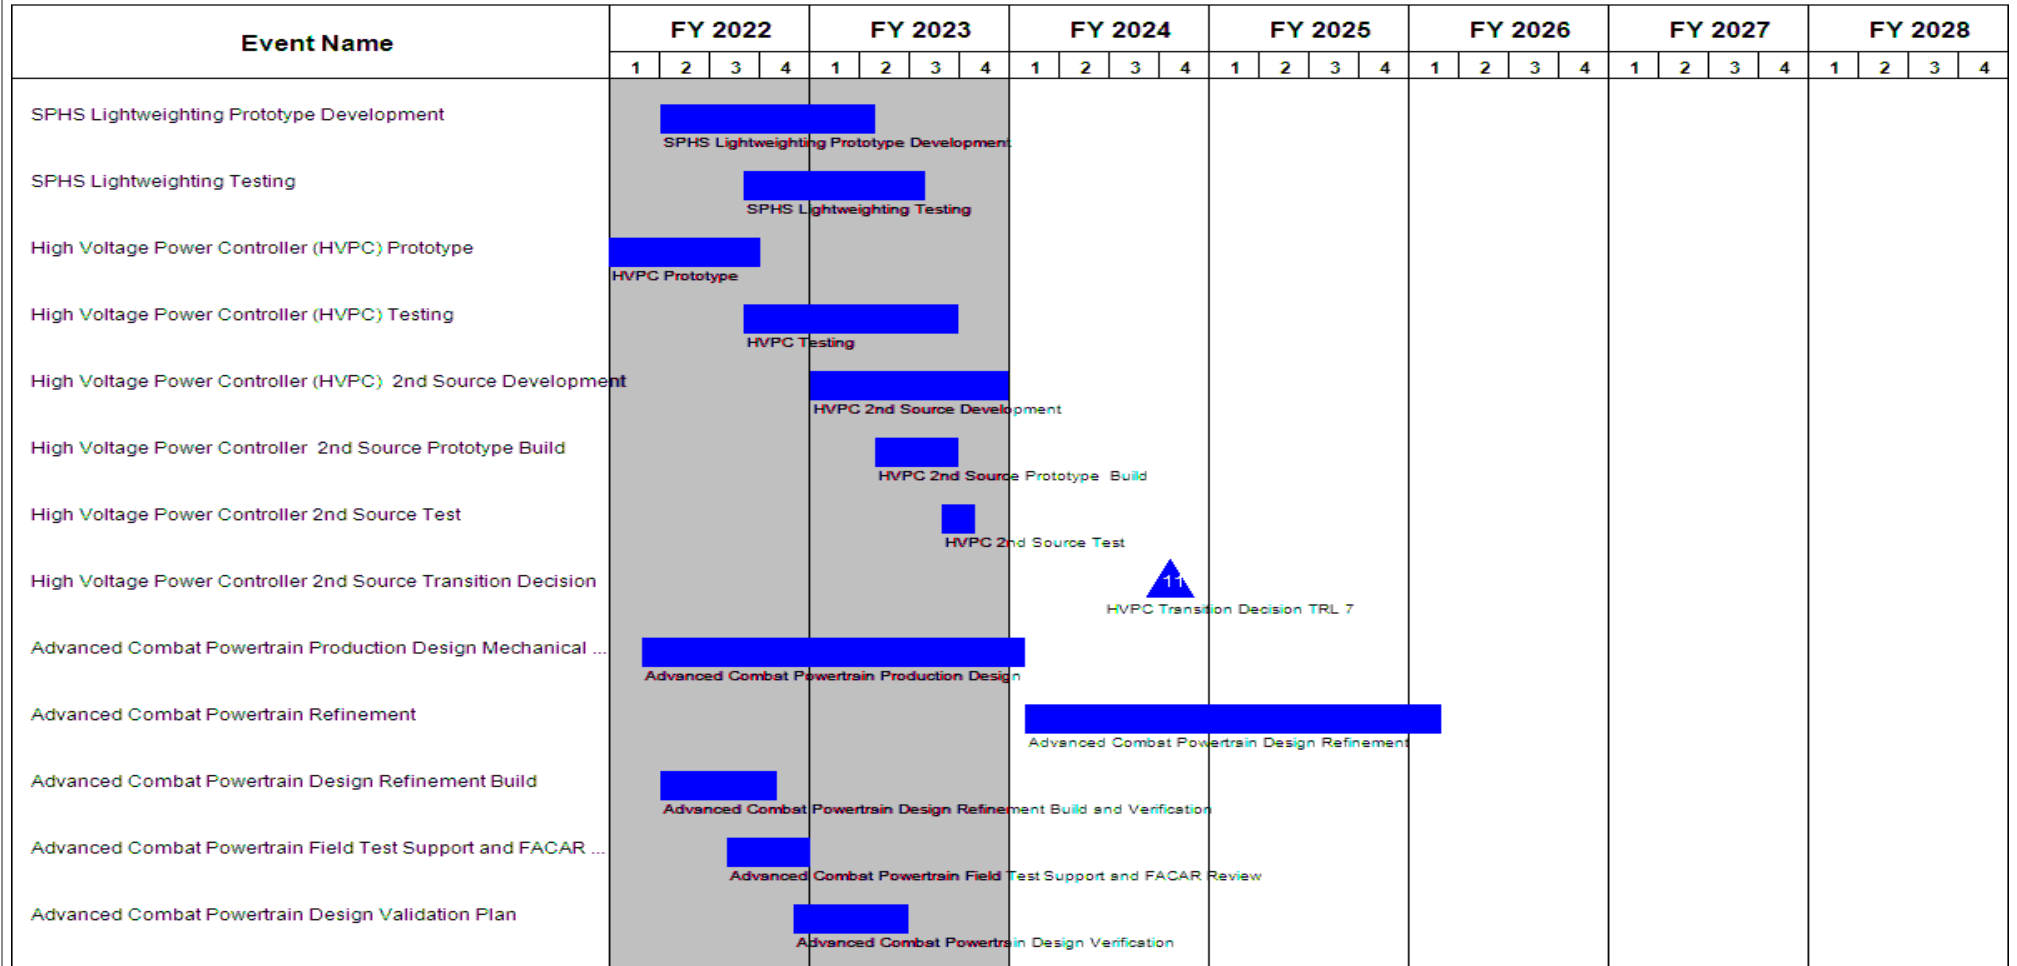 Event Name
FY 2022 FY 2023 FY 2024 FY 2025 FY 2026 FY 2027 FY 2028
1 2 3 4 1 2 3 4 1 2 3 4 1 2 3 4 1 2 3 4 1 2 3 4 1 2 3 4
SPHS Lightweighting Prototype Development
SPHS Lightweighting Prototype Development
SPHS Lightweighting Testing
SPHS Lightweighting Testing
High Voltage Power Controller (HVPC) Prototype
HVPC Prototype
High Voltage Power Controller (HVPC) Testing
HVPC Testing
High Voltage Power Controller (HVPC) 2nd Source Development
HVPC 2nd Source Development
High Voltage Power Controller 2nd Source Prototype Build
HVPC 2nd Source Prototype Build
High Voltage Power Controller 2nd Source Test
HVPC 2nd Source Test
High Voltage Power Controller 2nd Source Transition Decision
11
HVPC Transition Decision TRL 7
Advanced Combat Powertrain Production Design Mechanical ...
Advanced Combat Powertrain Production Design
Advanced Combat Powertrain Refinement
Advanced Combat Powertrain Design Refinement
Advanced Combat Powertrain Design Refinement Build
Advanced Combat Powertrain Design Refinement Build and Verification
Advanced Combat Powertrain Field Test Support and FACAR ...
Advanced Combat Powertrain Field Test Support and FACAR Review
Advanced Combat Powertrain Design Validation Plan
Advanced Combat Powertrain Design Verification